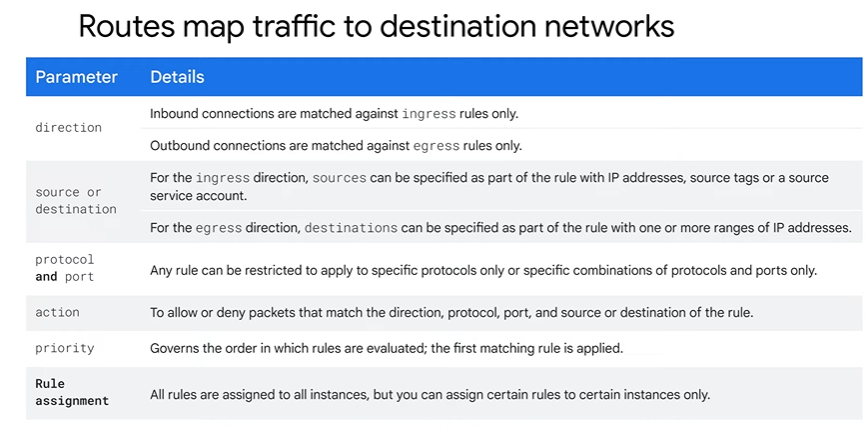 Routes map traffic to destination networks
Parameter Details
direction
Inbound connections are matched against ingress rules only.
Outbound connections are matched against egress rules only.
source or
destination
For the ingress direction, sources can be specified as part of the rule with IP addresses, source tags or a source
service account.
For the egress direction, destinations can be specified as part of the rule with one or more ranges of IP addresses.
protocol
and port
Any rule can be restricted to apply to specific protocols only or specific combinations of protocols and ports only.
action
To allow or deny packets that match the direction, protocol, port, and source or destination of the rule.
priority
Governs the order in which rules are evaluated; the first matching rule is applied.
Rule
assignment
All rules are assigned to all instances, but you can assign certain rules to certain instances only.